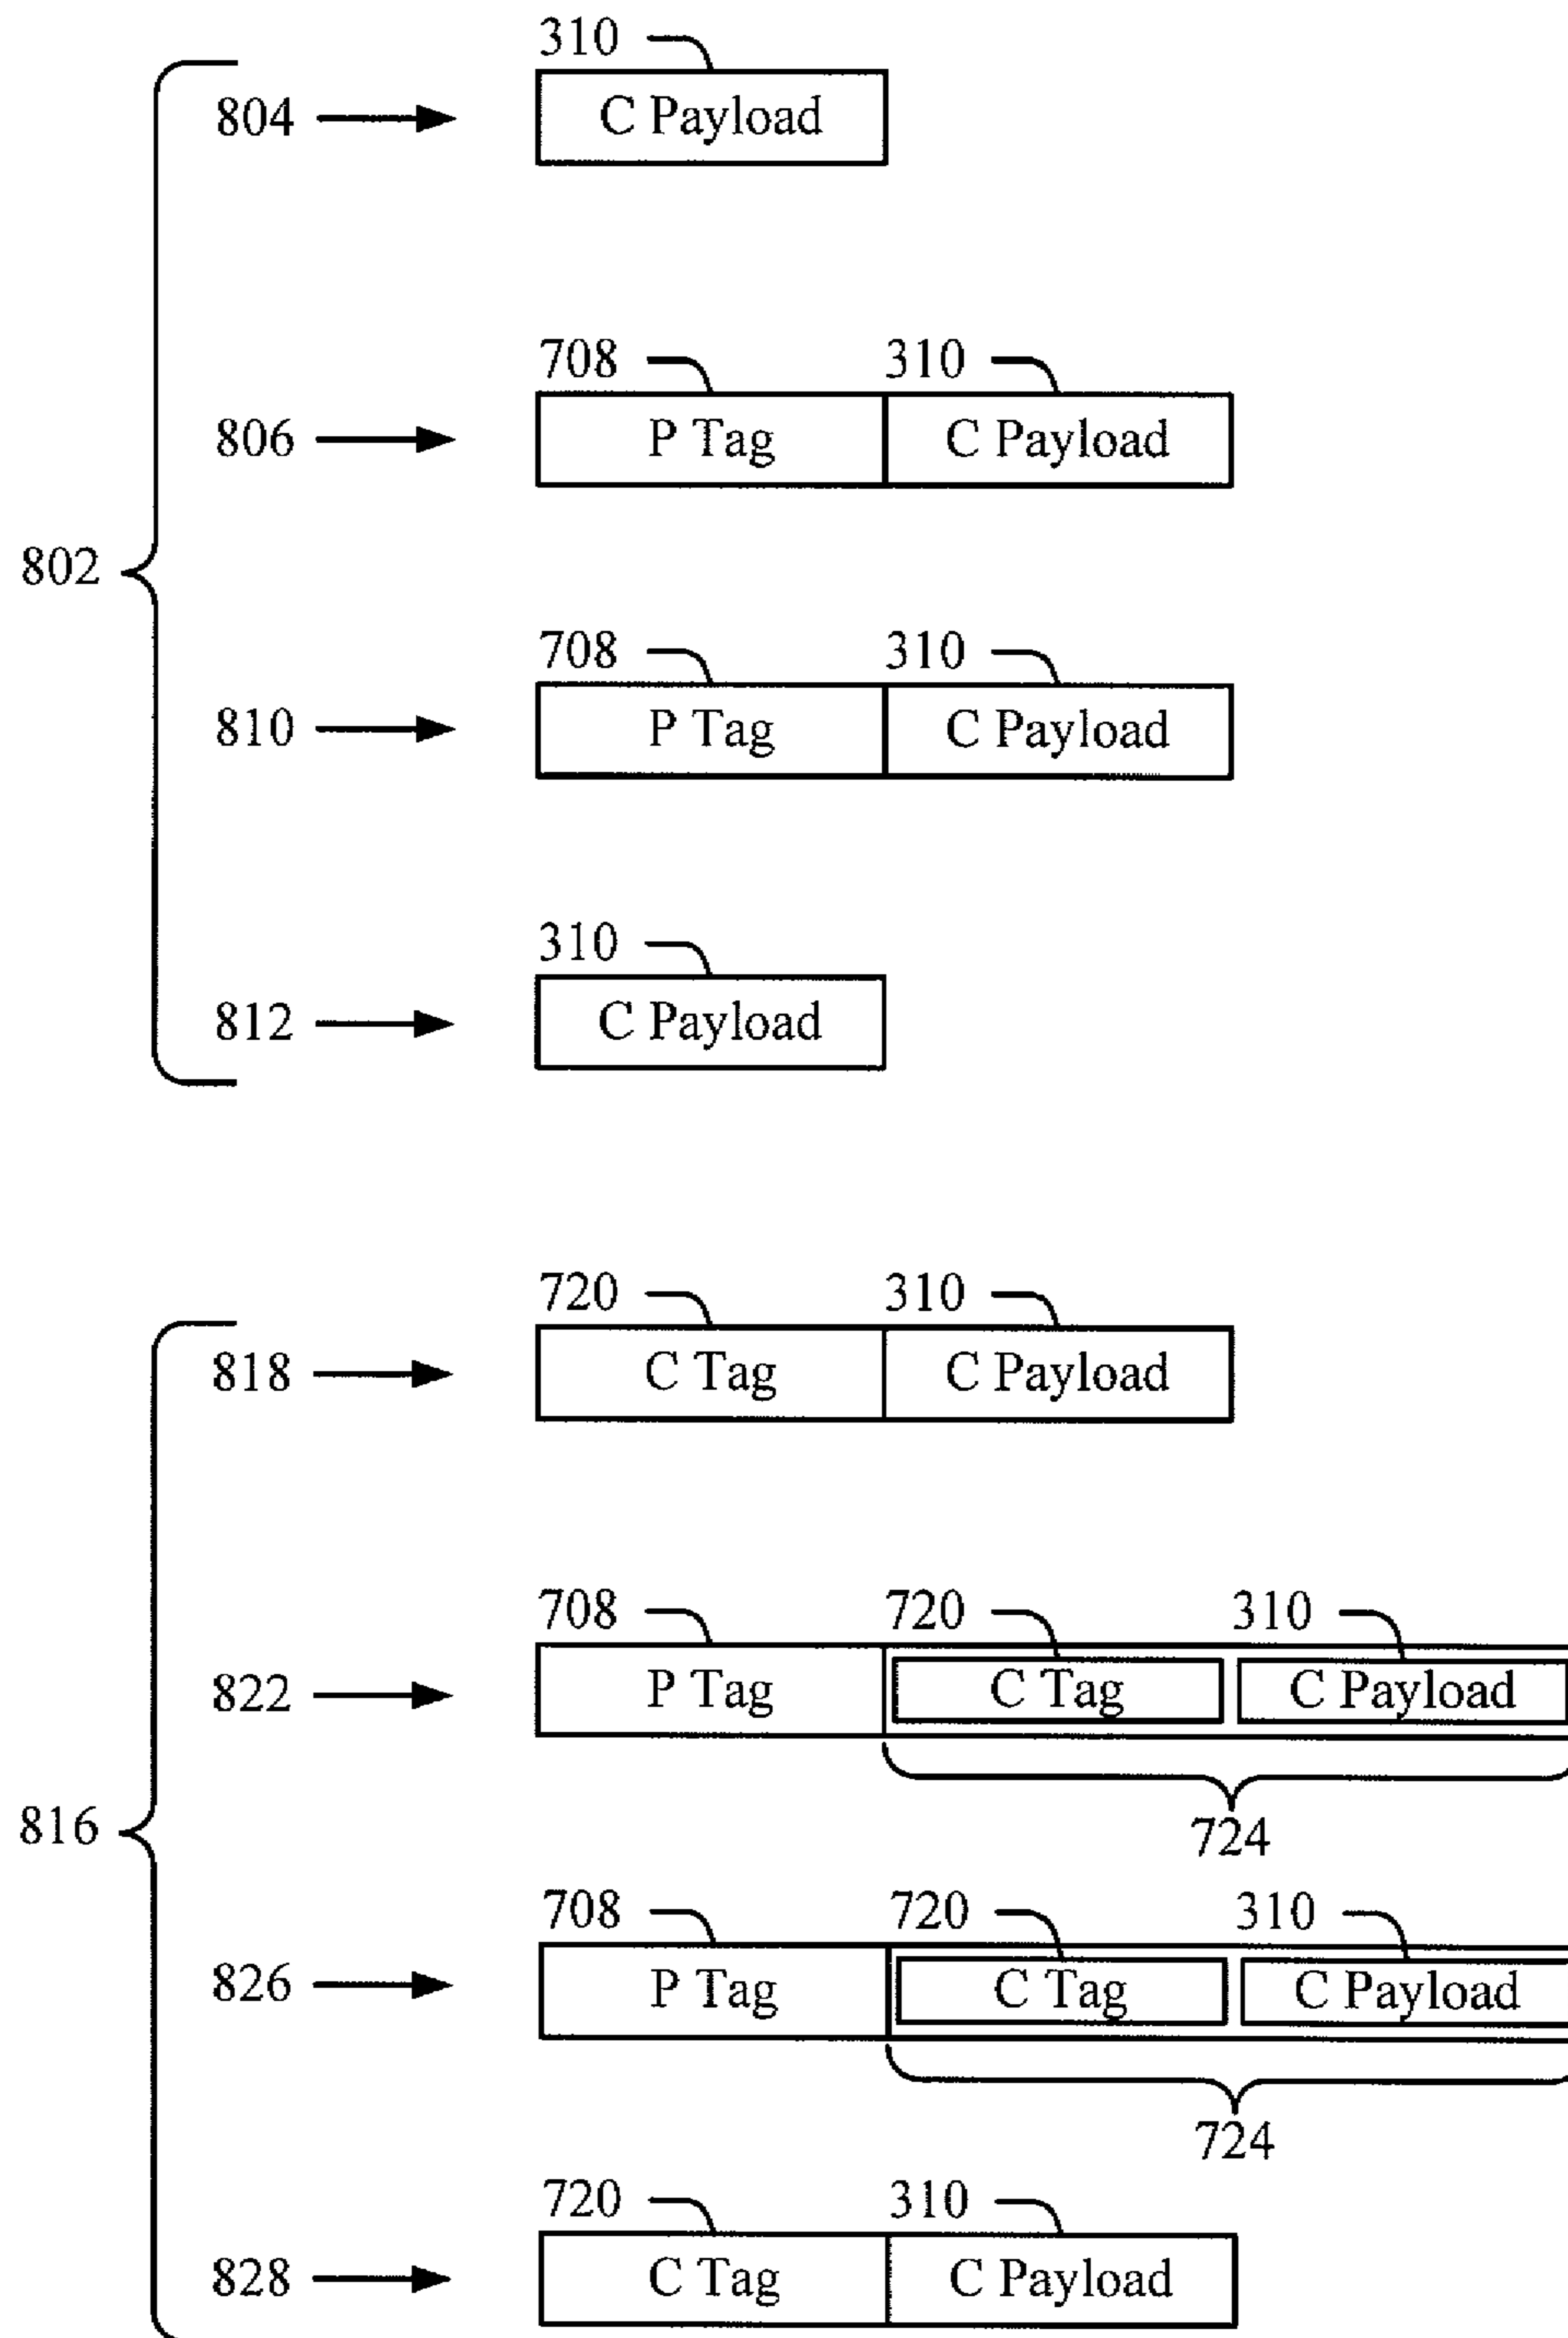 310
804 C Payload
708 310
806 P Tag C Payload
802
708 310
810 P Tag C Payload
310
812 C Payload
720 310
818 C Tag C Payload
708 720 310
822 P Tag C Tag C Payload
816
724
708 720 310
826 P Tag C Tag C Payload
724
720 310
828 C Tag C Payload